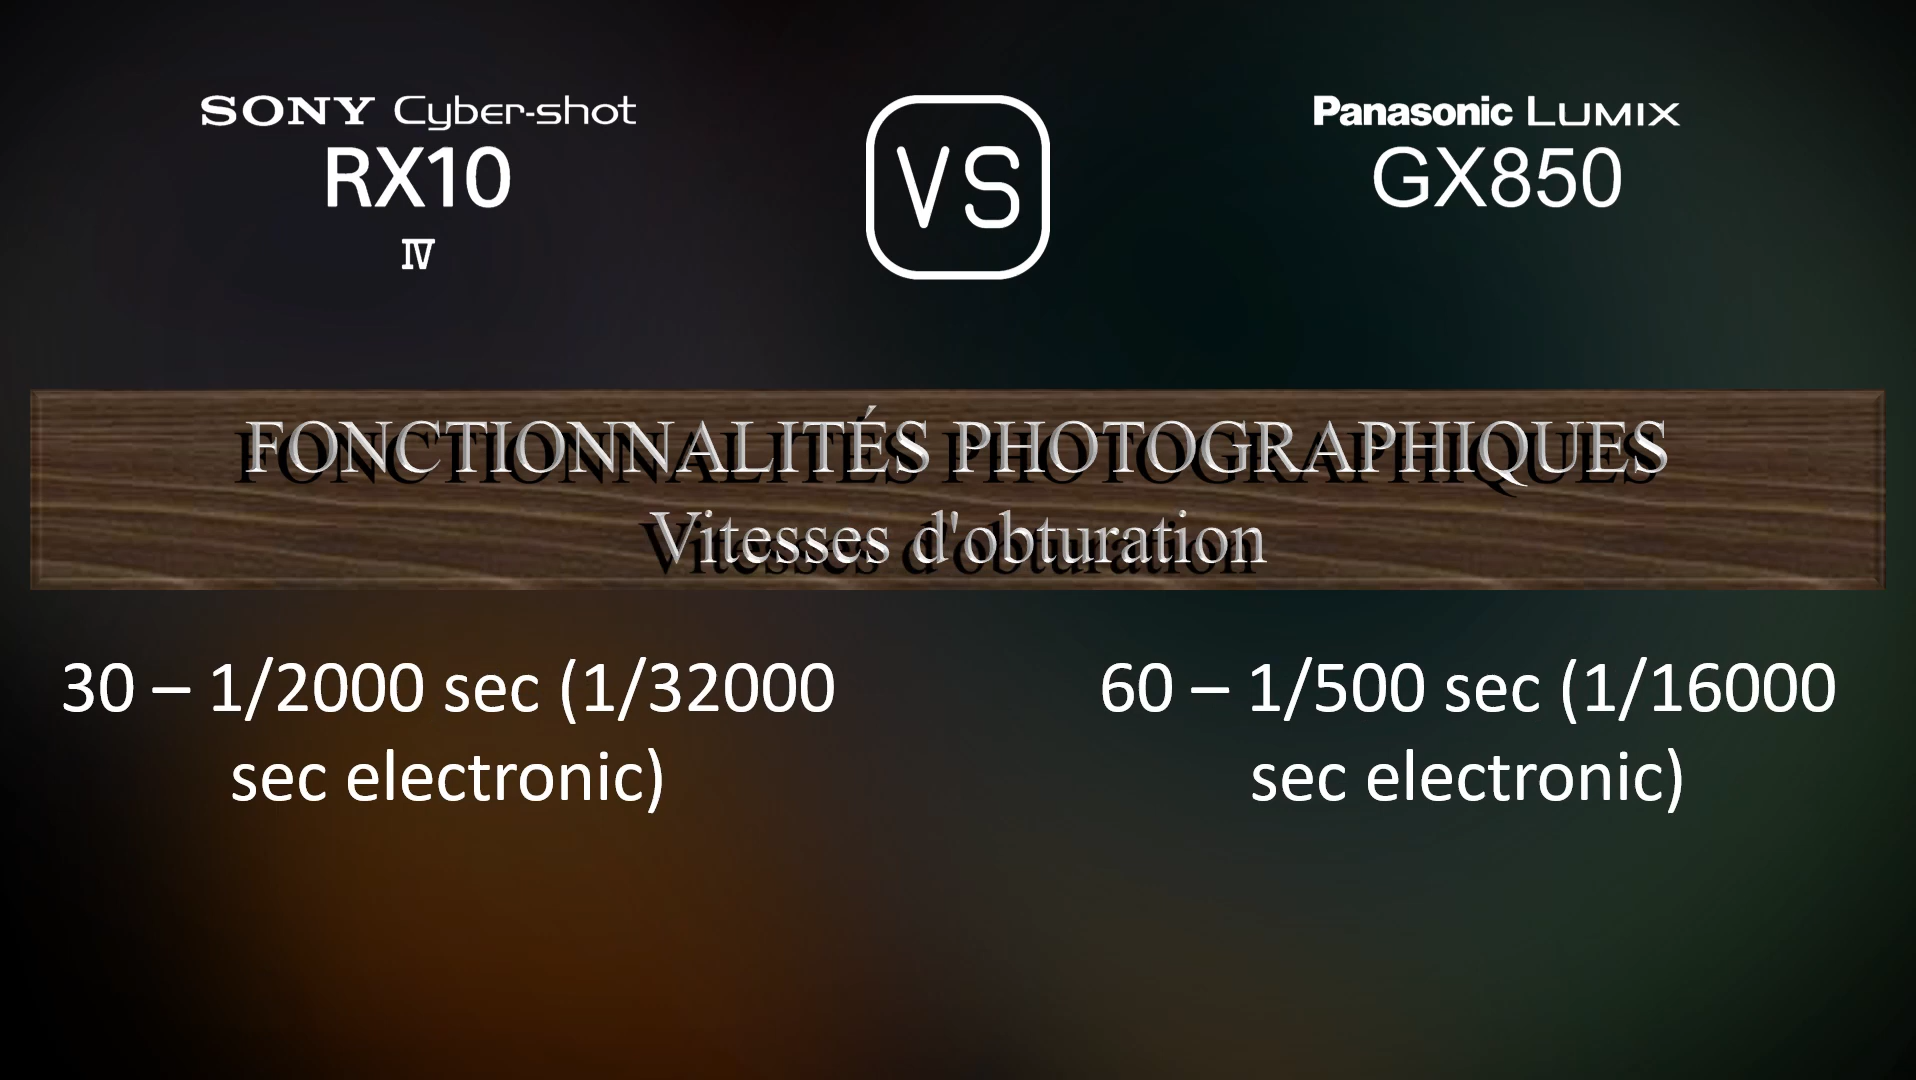 SONY Cyber-shot
RX10
IV
VS
Panasonic LUMIX
GX850
FONCTIONNALITÉS PHOTOGRAPHIQUES
Vitesses d'obturation
30 – 1/2000 sec (1/32000
sec electronic)
60 – 1/500 sec (1/16000
sec electronic)